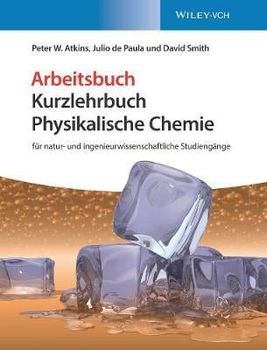 WILEY-VCH
Peter W. Atkins, Julio de Paula und David Smith
Arbeitsbuch
Kurzlehrbuch
Physikalische Chemie
für natur- und ingenieurwissenschaftliche Studiengänge